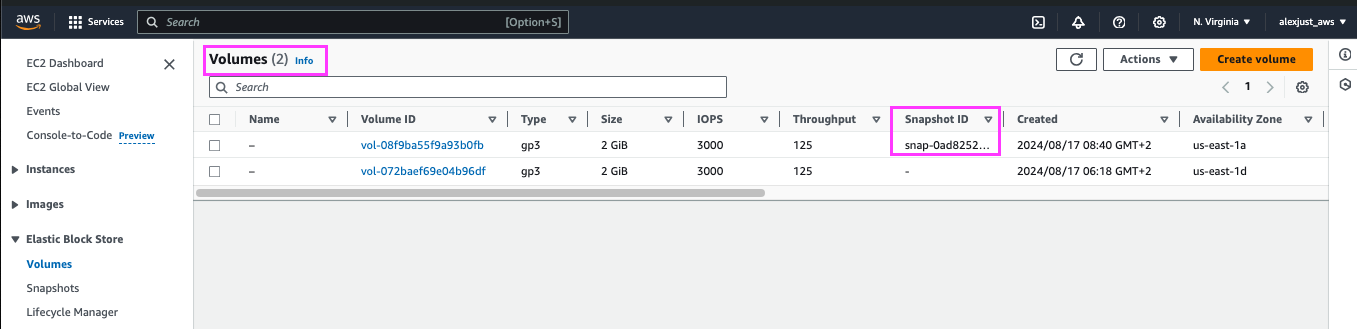 aws Services Search [Option+S] N. Virginia alexjust_aws
EC2 Dashboard
EC2 Global View
Events
Console-to-Code Preview
Instances
Images
Elastic Block Store
Volumes
Snapshots
Lifecycle Manager
Volumes (2) Info
Actions Create volume
Search
1
Name Volume ID Type Size IOPS Throughput Snapshot ID Created Availability Zone
– vol-08f9ba55f9a93b0fb gp3 2 GiB 3000 125 snap-0ad8252... 2024/08/17 08:40 GMT+2 us-east-1a
– vol-072baef69e04b96df gp3 2 GiB 3000 125 - 2024/08/17 06:18 GMT+2 us-east-1d